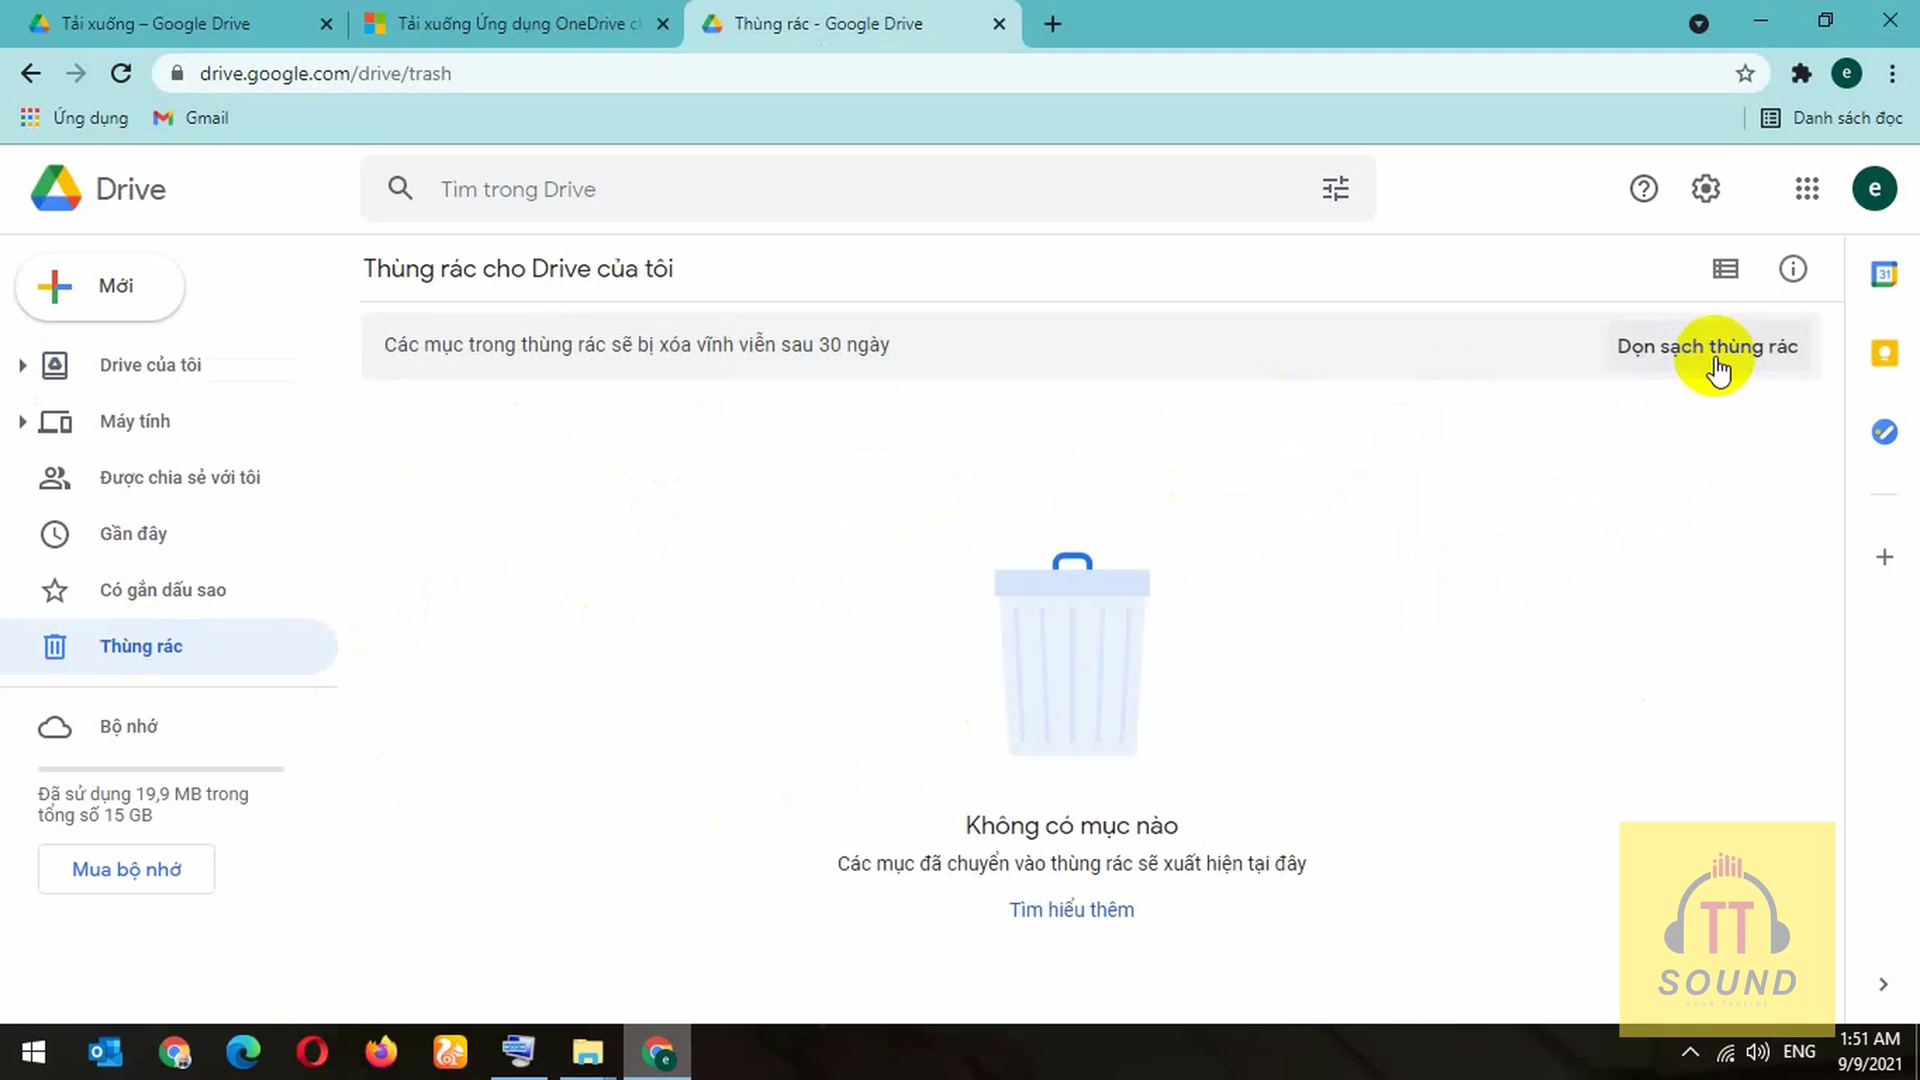 Tải xuống – Google Drive
Tải xuống Ứng dụng OneDrive
Thùng rác - Google Drive
drive.google.com/drive/trash
e
Ứng dụng
Gmail
Danh sách đọc
Drive
Tìm trong Drive
e
Mới
Thùng rác cho Drive của tôi
31
Các mục trong thùng rác sẽ bị xóa vĩnh viễn sau 30 ngày
Dọn sạch thùng rác
Drive của tôi
Máy tính
Được chia sẻ với tôi
Gần đây
Có gắn dấu sao
Thùng rác
Bộ nhớ
Đã sử dụng 19,9 MB trong
tổng số 15 GB
Mua bộ nhớ
Không có mục nào
Các mục đã chuyển vào thùng rác sẽ xuất hiện tại đây
Tìm hiểu thêm
TT
SOUND
YOUR TAGLINE
ENG
1:51 AM
9/9/2021